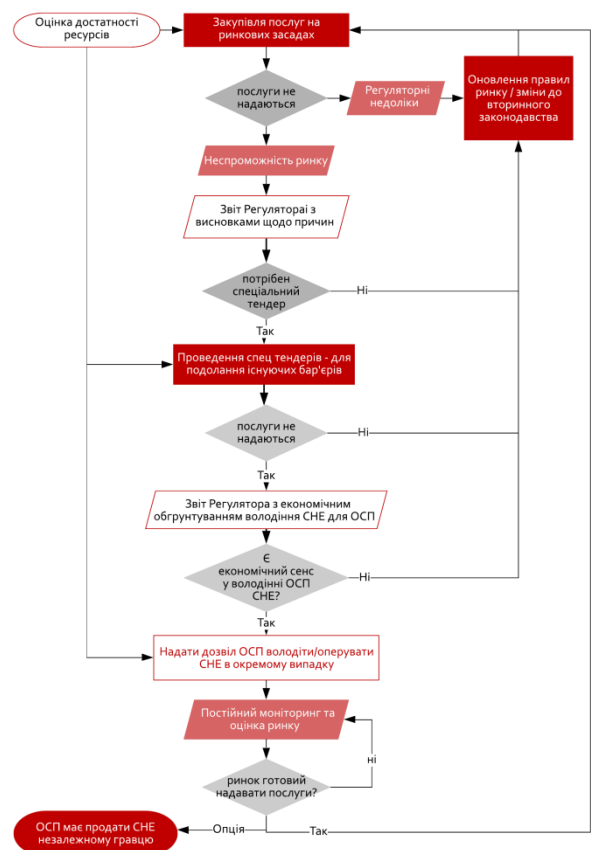 Оцінка достатності
ресурсів
Закупівля послуг на
ринкових засадах
послуги не
надаються
Регуляторні
недоліки
Оновлення правил
ринку / зміни до
вторинного
законодавства
Неспроможність ринку
Звіт Регулятораі з
висновками щодо причин
потрібен
спеціальний
тендер
Ні
Так
Проведення спец тендерів - для
подолання існуючих бар'єрів
послуги не
надаються
Ні
Так
Звіт Регулятора з економічним
обгрунтуванням володіння СНЕ для ОСП
Є
економічний сенс
у володінні ОСП
СНЕ?
Ні
Так
Надати дозвіл ОСП володіти/оперувати
СНЕ в окремому випадку
Постійний моніторинг та
оцінка ринку
ні
ринок готовий
надавати послуги?
ОСП має продати СНЕ
незалежному гравцю
Опція
Так